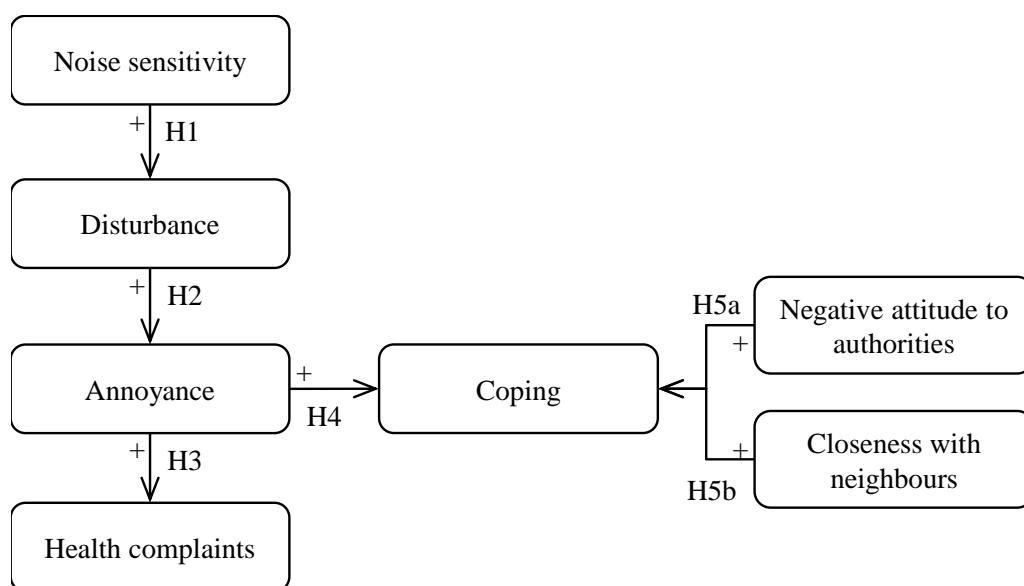 Noise sensitivity
+
H1
Disturbance
+
H2
Annoyance
+
H4
Coping
H5a
+
Negative attitude to
authorities
+
H5b
Closeness with
neighbours
+
H3
Health complaints